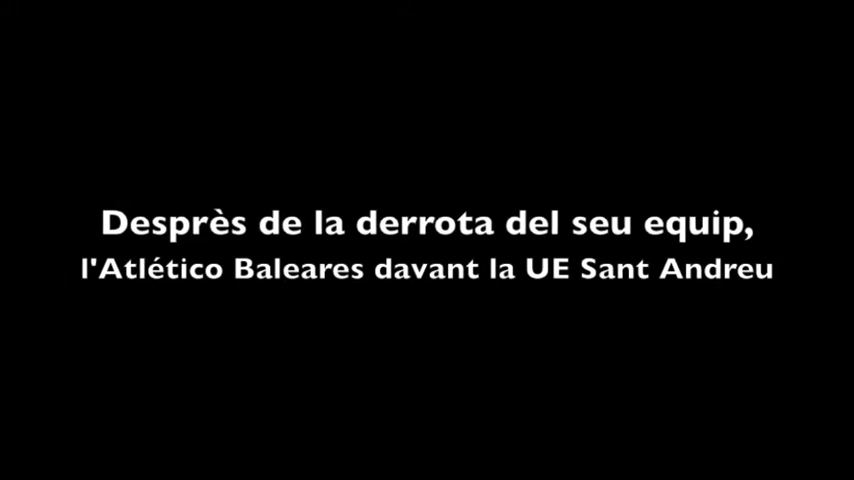 Desprès de la derrota del seu equip,
l'Atlético Baleares davant la UE Sant Andreu